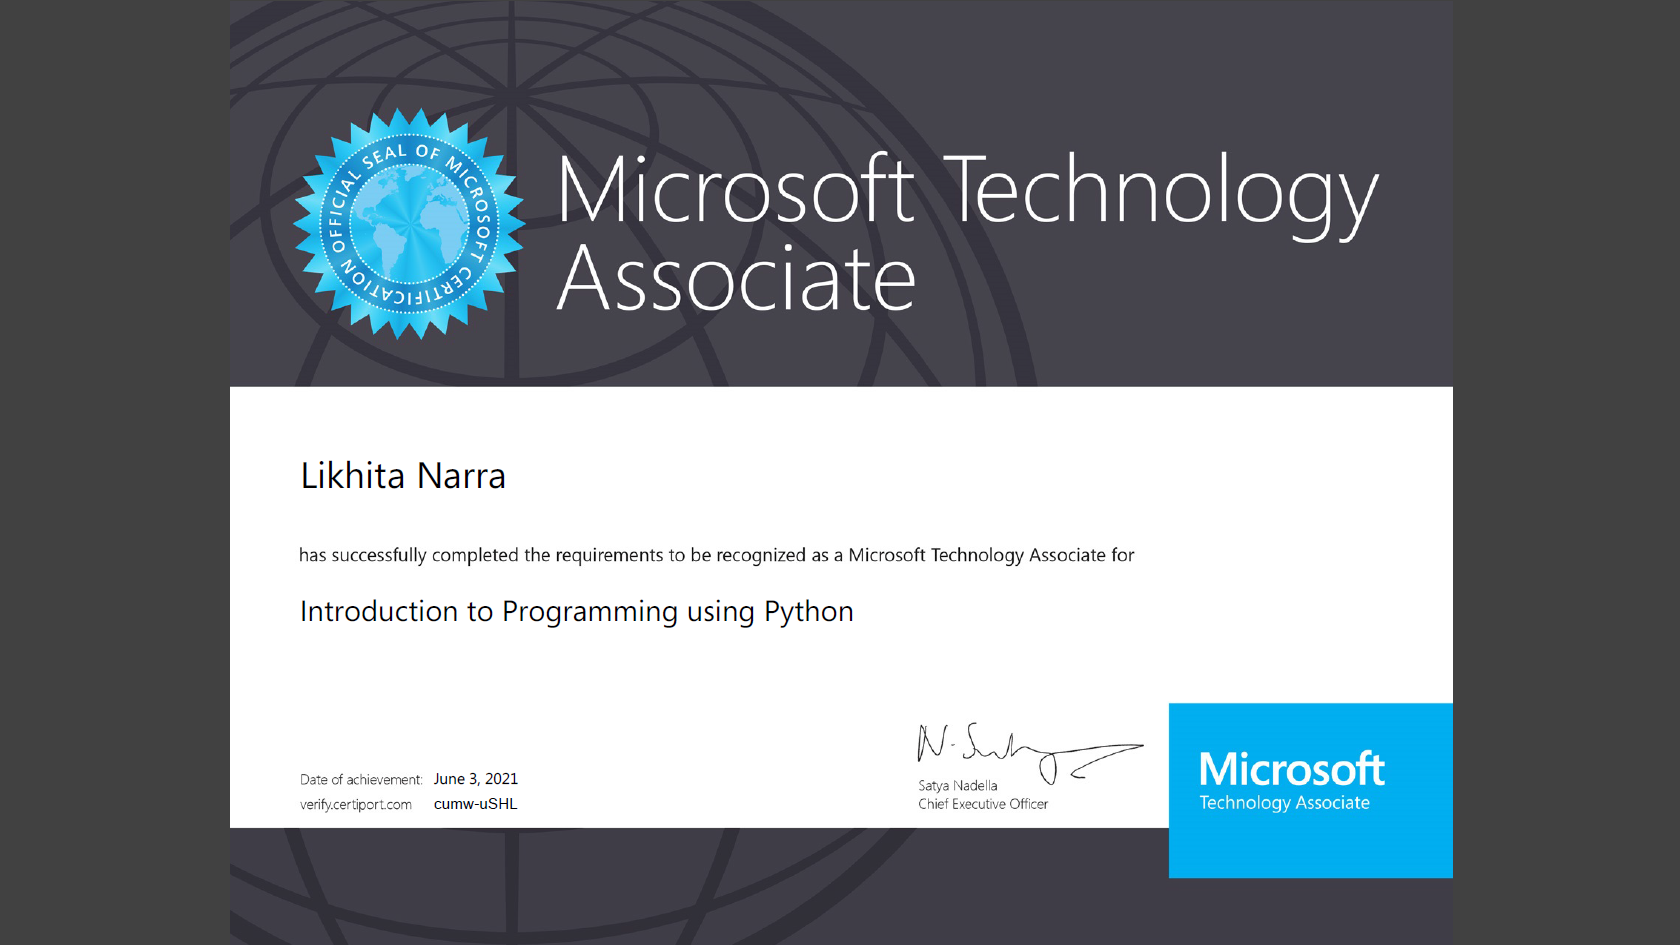 OFFICIAL SEAL OF MICROSOFT CERTIFICATION
Microsoft Technology
Associate
Likhita Narra
has successfully completed the requirements to be recognized as a Microsoft Technology Associate for
Introduction to Programming using Python
Date of achievement: June 3, 2021
verify.certiport.com cumw-uSHL
Satya Nadella
Chief Executive Officer
Microsoft
Technology Associate